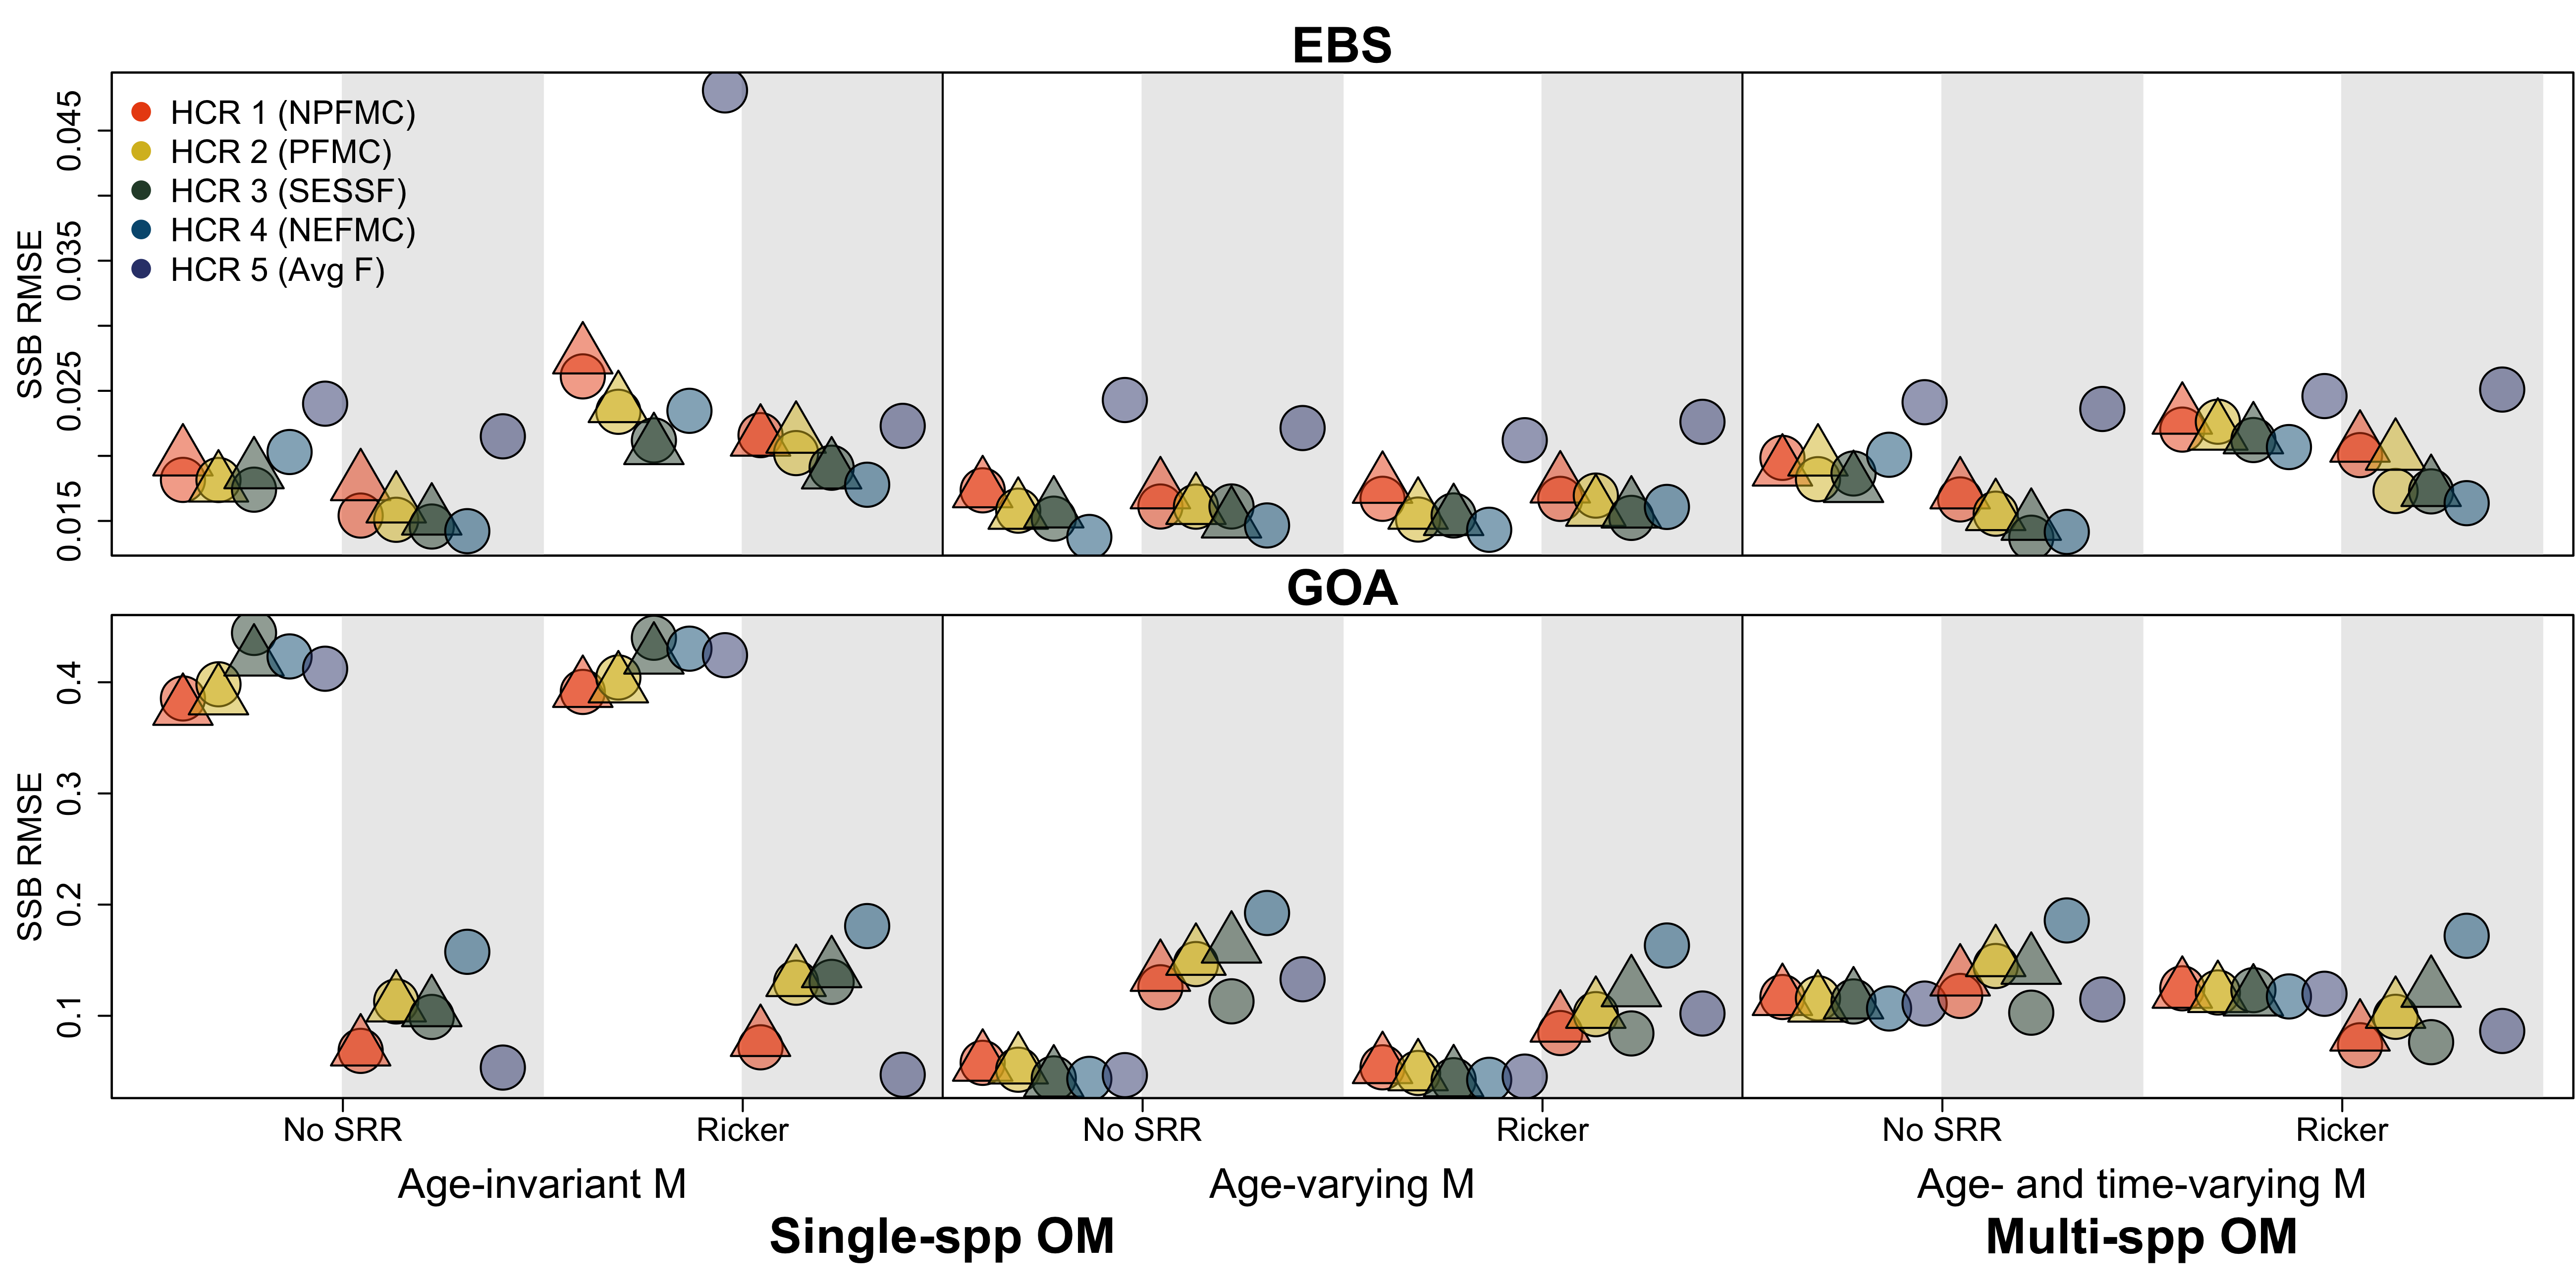 EBS
SSB RMSE
0.045
0.035
0.025
0.015
HCR 1 (NPFMC)
HCR 2 (PFMC)
HCR 3 (SESSF)
HCR 4 (NEFMC)
HCR 5 (Avg F)
GOA
SSB RMSE
0.4
0.3
0.2
0.1
No SRR Ricker No SRR Ricker No SRR Ricker
Age-invariant M Age-varying M Age- and time-varying M
Single-spp OM Multi-spp OM